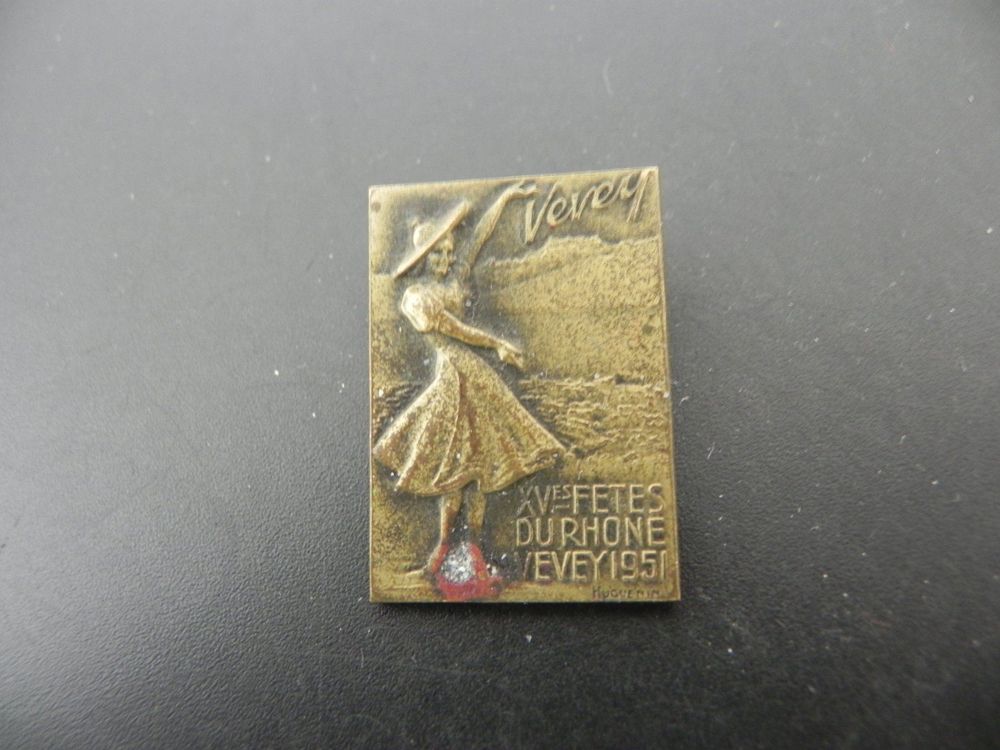 Vevey
XVES FETES
DU RHONE
VEVEY 1951
HUGUENIN